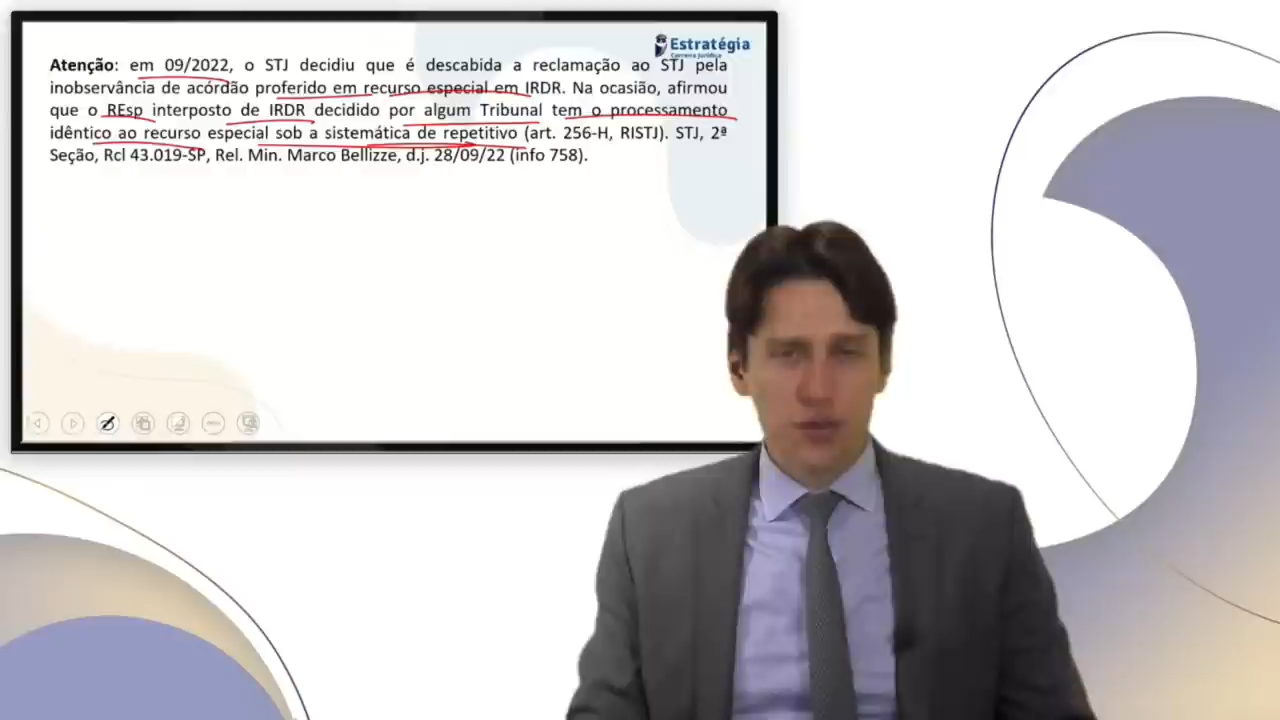 Estratégia
Carreira Jurídica
Atenção: em 09/2022, o STJ decidiu que é descabida a reclamação ao STJ pela
inobservância de acórdão proferido em recurso especial em IRDR. Na ocasião, afirmou
que o REsp interposto de IRDR decidido por algum Tribunal tem o processamento
idêntico ao recurso especial sob a sistemática de repetitivo (art. 256-H, RISTJ). STJ, 2ª
Seção, Rcl 43.019-SP, Rel. Min. Marco Bellizze, d.j. 28/09/22 (info 758).